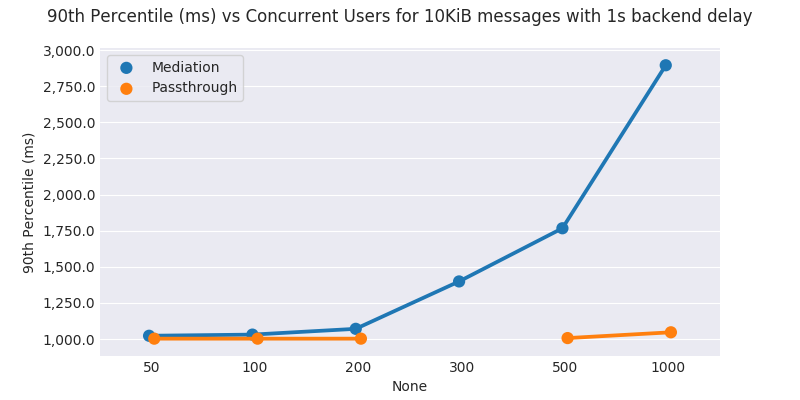 90th Percentile (ms) vs Concurrent Users for 10KiB messages with 1s backend delay
Mediation
Passthrough
90th Percentile (ms)
3,000.0
2,750.0
2,500.0
2,250.0
2,000.0
1,750.0
1,500.0
1,250.0
1,000.0
50 100 200 300 500 1000
None